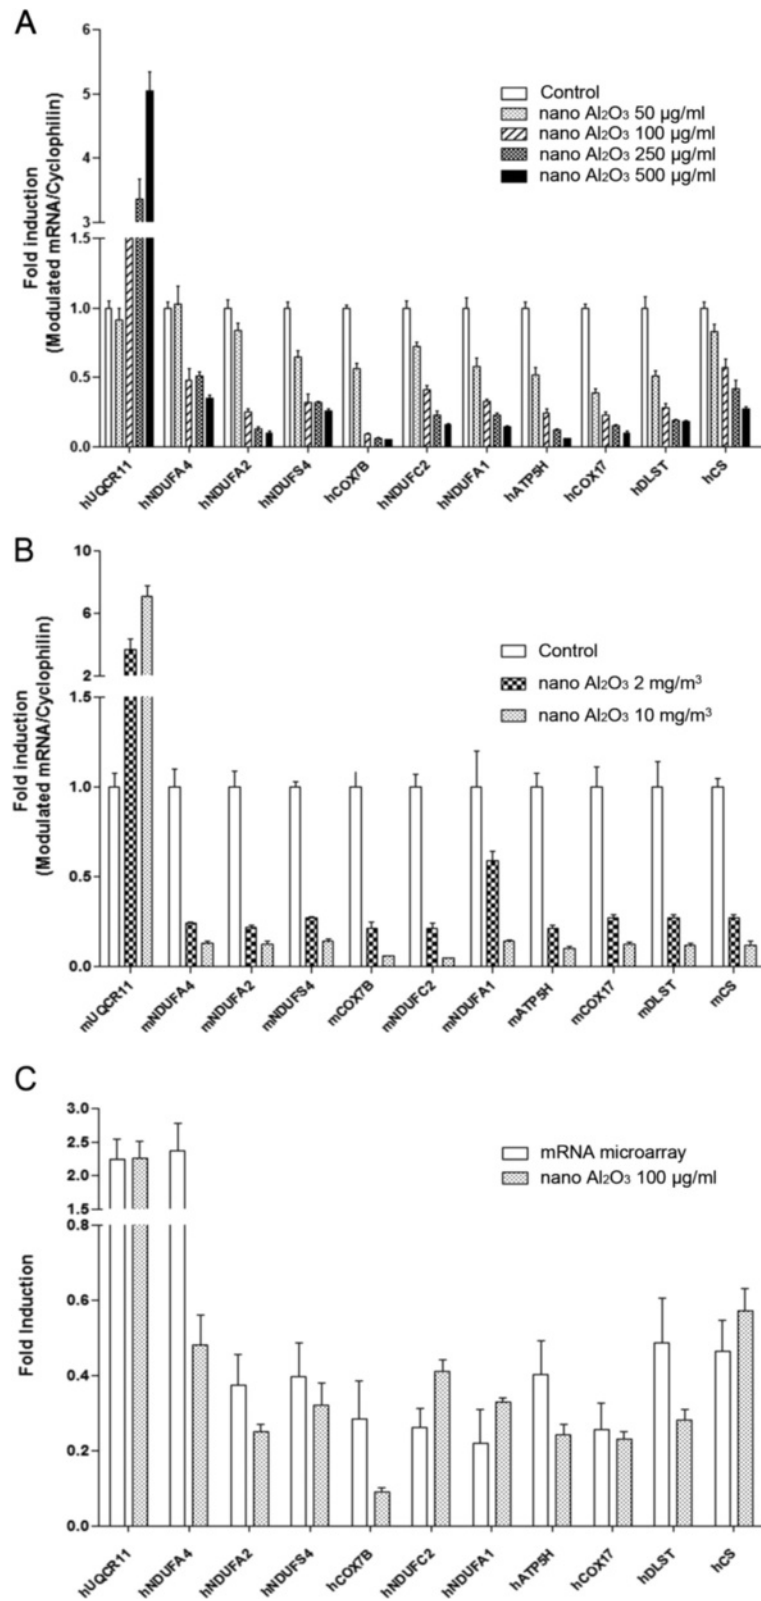 A
Fold induction
(Modulated mRNA/Cyclophilin)
6
5
4
3
1.5
1.0
0.5
0.0
Control
nano Al₂O₃ 50 µg/ml
nano Al₂O₃ 100 µg/ml
nano Al₂O₃ 250 µg/ml
nano Al₂O₃ 500 µg/ml
hUQCR11
hNDUFA4
hNDUFA2
hNDUFS4
hCOX7B
hNDUFC2
hNDUFA1
hATP5H
hCOX17
hDLST
hCS
B
Fold induction
(Modulated mRNA/Cyclophilin)
10
6
2
1.5
1.0
0.5
0.0
Control
nano Al₂O₃ 2 mg/m³
nano Al₂O₃ 10 mg/m³
mUQCR11
mNDUFA4
mNDUFA2
mNDUFS4
mCOX7B
mNDUFC2
mNDUFA1
mATP5H
mCOX17
mDLST
mCS
C
Fold Induction
3.0
2.5
2.0
1.5
0.8
0.6
0.4
0.2
0.0
mRNA microarray
nano Al₂O₃ 100 µg/ml
hUQCR11
hNDUFA4
hNDUFA2
hNDUFS4
hCOX7B
hNDUFC2
hNDUFA1
hATP5H
hCOX17
hDLST
hCS